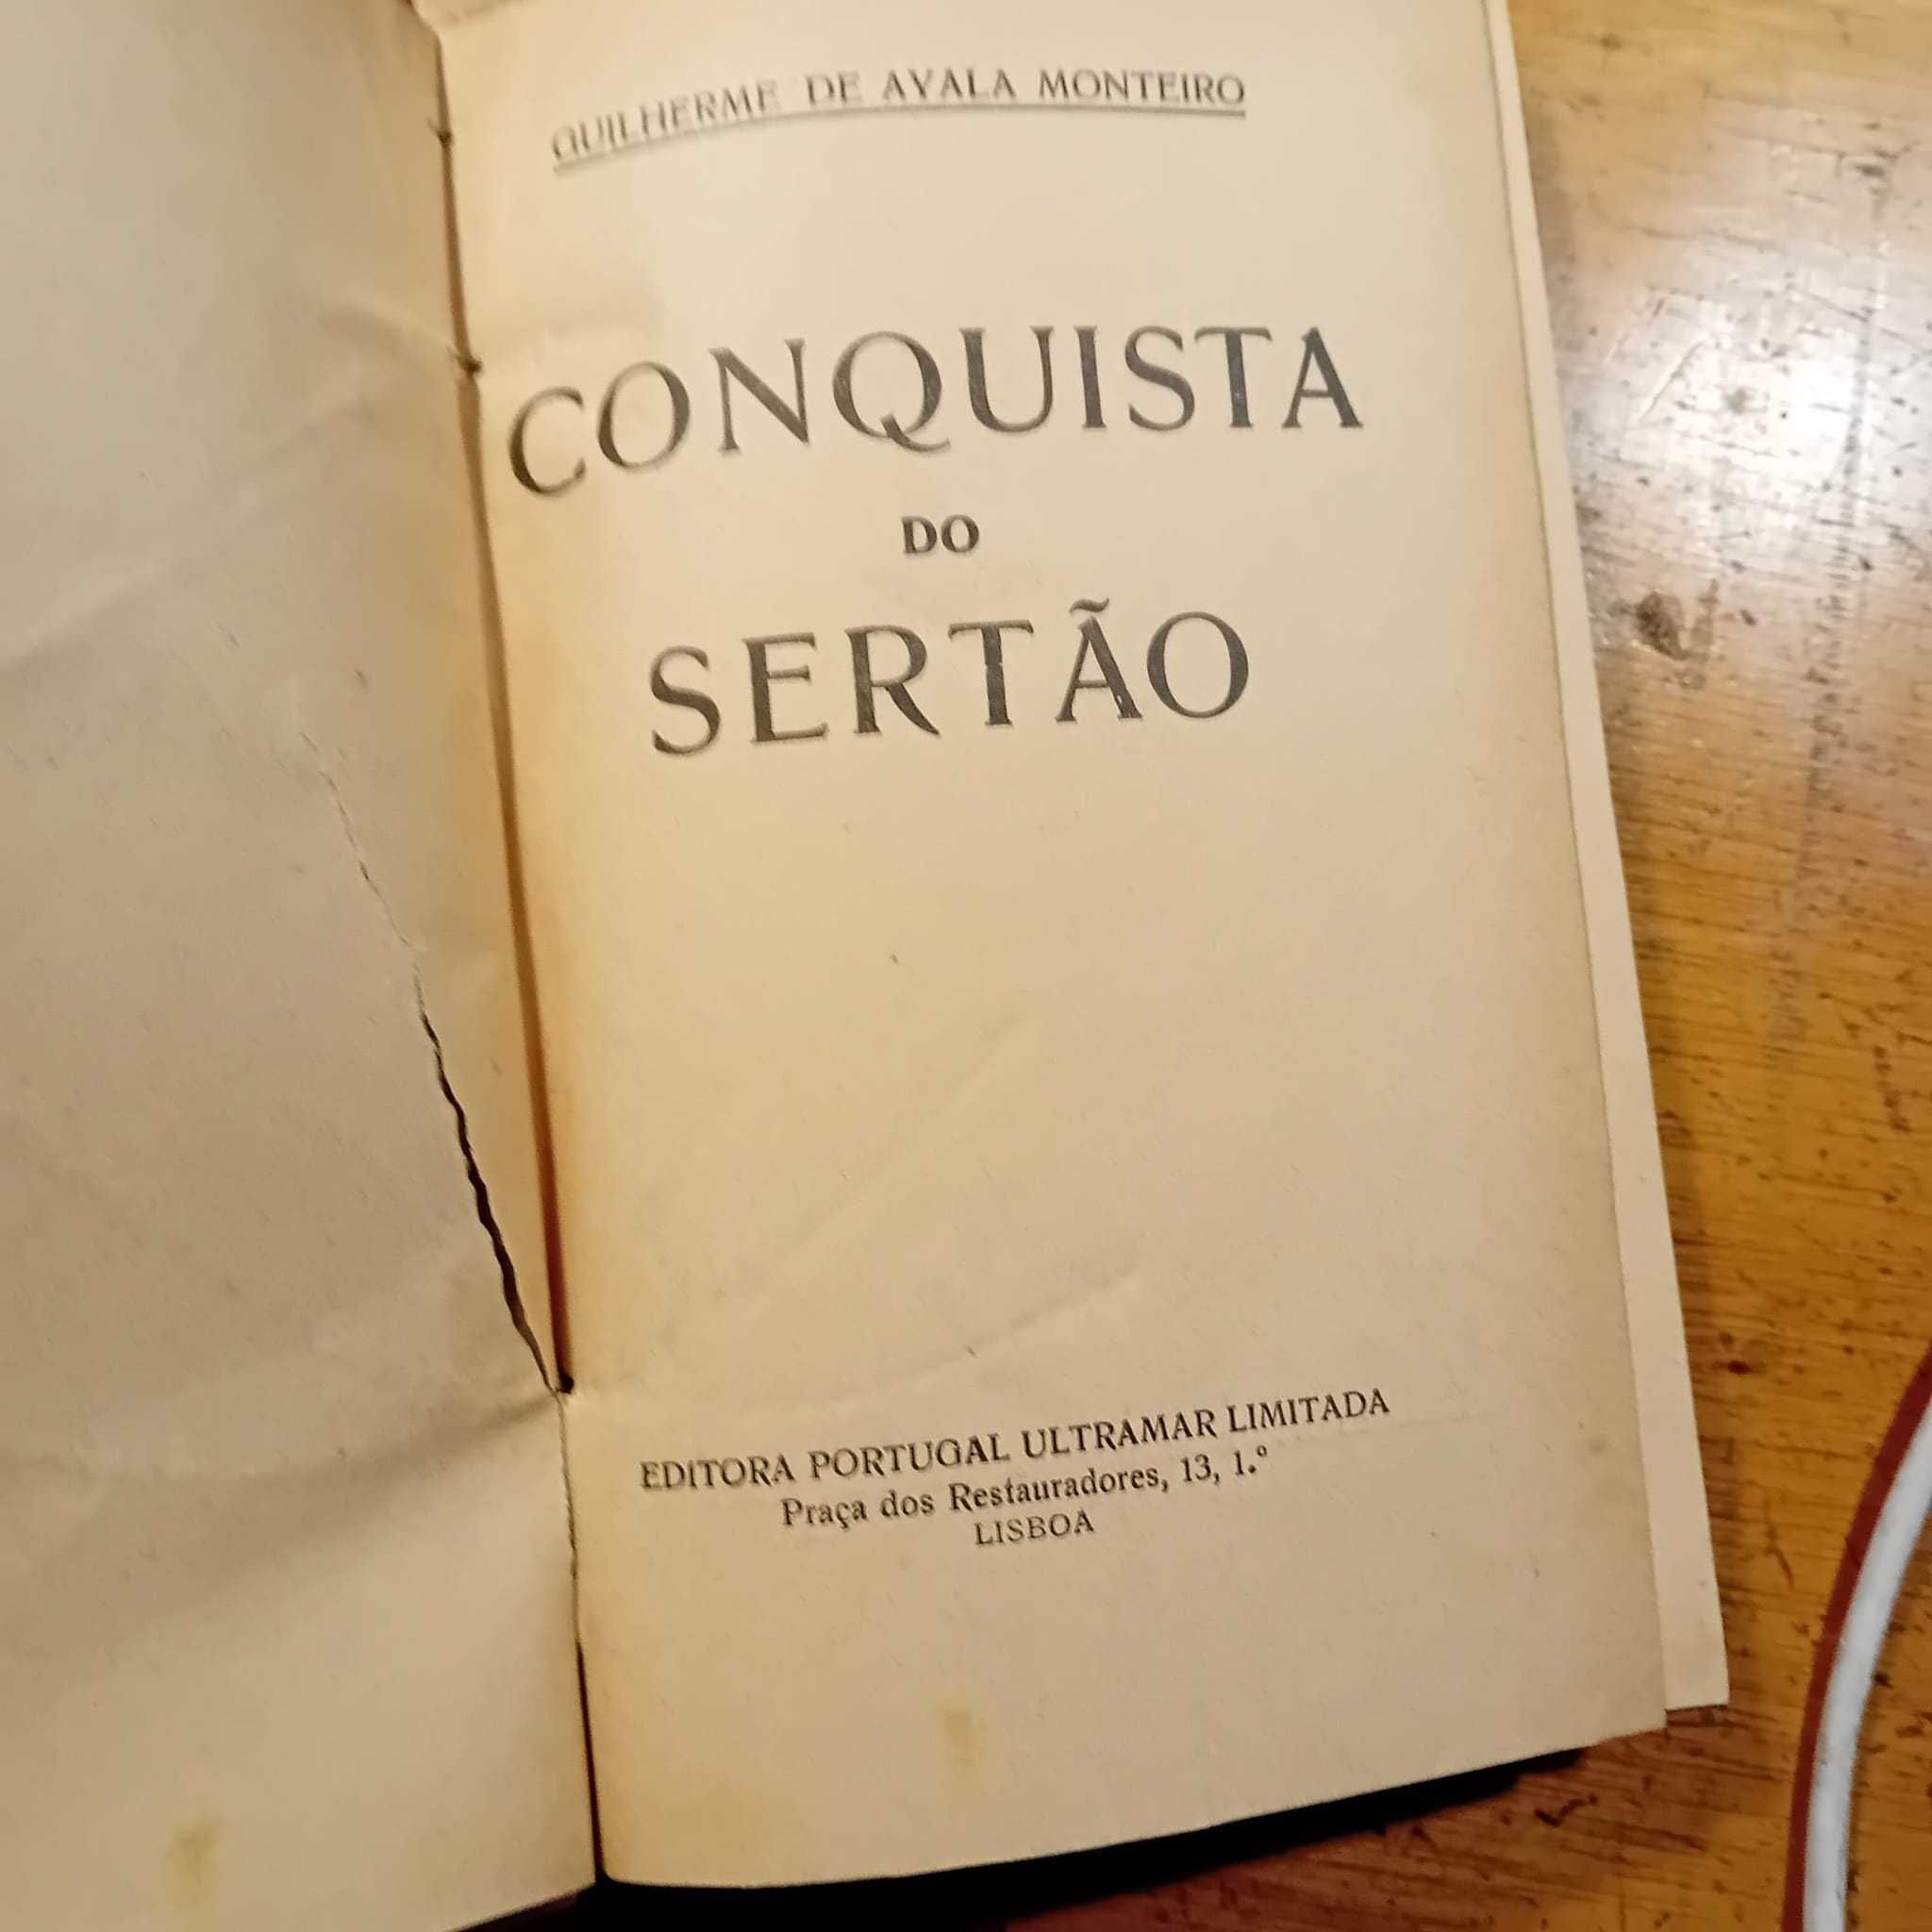 GUILHERME DE AYALA MONTEIRO
CONQUISTA
DO
SERTÃO
EDITORA PORTUGAL ULTRAMAR LIMITADA
Praça dos Restauradores, 13, 1.º
LISBOA